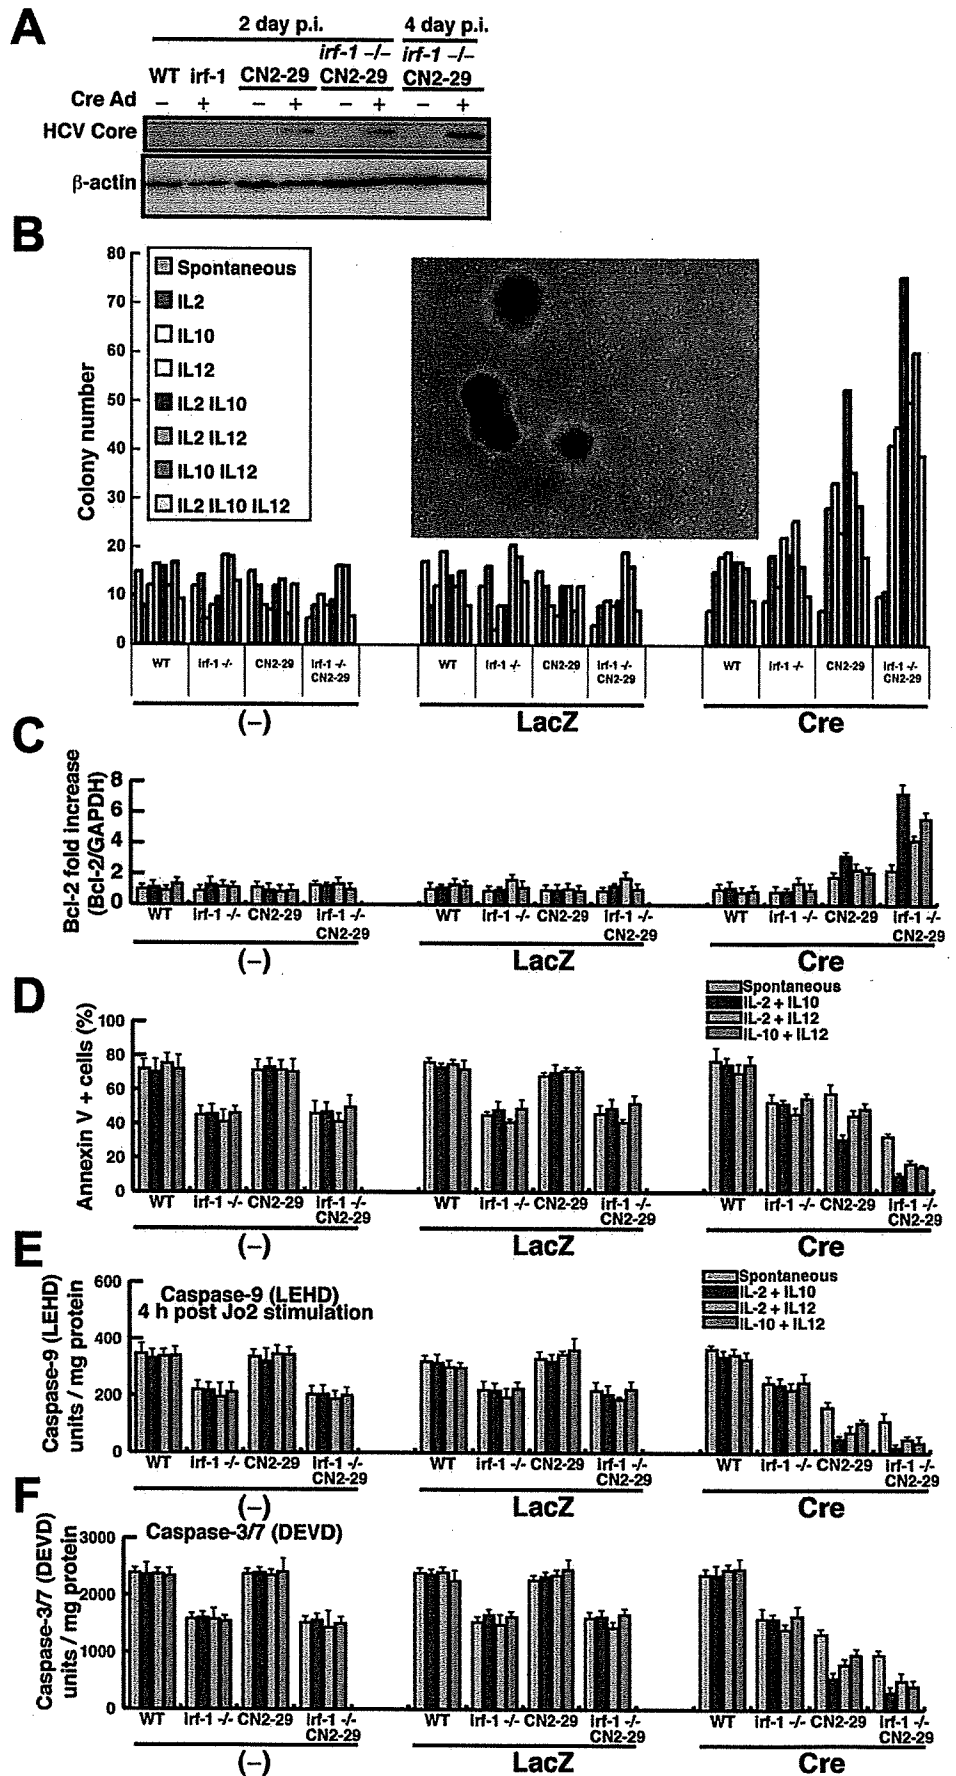 A
2 day p.i. 4 day p.i.
irf-1 –/– irf-1 –/–
WT irf-1 CN2-29 CN2-29 CN2-29
Cre Ad – + – + – + – +
HCV Core
β-actin
B
Colony number
80
70
60
50
40
30
20
10
0
Spontaneous
IL2
IL10
IL12
IL2 IL10
IL2 IL12
IL10 IL12
IL2 IL10 IL12
WT irf-1 -/- CN2-29 irf-1 -/- CN2-29
WT irf-1 -/- CN2-29 irf-1 -/- CN2-29
WT irf-1 -/- CN2-29 irf-1 -/- CN2-29
(–) LacZ Cre
C
Bcl-2 fold increase
(Bcl-2/GAPDH)
8
6
4
2
0
WT irf-1 -/- CN2-29 irf-1 -/- CN2-29
WT irf-1 -/- CN2-29 irf-1 -/- CN2-29
WT irf-1 -/- CN2-29 irf-1 -/- CN2-29
(–) LacZ Cre
D
Annexin V + cells (%)
100
80
60
40
20
0
Spontaneous
IL-2 + IL10
IL-2 + IL12
IL-10 + IL12
WT irf-1 -/- CN2-29 irf-1 -/- CN2-29
WT irf-1 -/- CN2-29 irf-1 -/- CN2-29
WT irf-1 -/- CN2-29 irf-1 -/- CN2-29
(–) LacZ Cre
E
Caspase-9 (LEHD)
units / mg protein
600
400
200
0
Caspase-9 (LEHD)
4 h post Jo2 stimulation
Spontaneous
IL-2 + IL10
IL-2 + IL12
IL-10 + IL12
WT irf-1 -/- CN2-29 irf-1 -/- CN2-29
WT irf-1 -/- CN2-29 irf-1 -/- CN2-29
WT irf-1 -/- CN2-29 irf-1 -/- CN2-29
(–) LacZ Cre
F
Caspase-3/7 (DEVD)
units / mg protein
3000
2000
1000
0
Caspase-3/7 (DEVD)
WT irf-1 -/- CN2-29 irf-1 -/- CN2-29
WT irf-1 -/- CN2-29 irf-1 -/- CN2-29
WT irf-1 -/- CN2-29 irf-1 -/- CN2-29
(–) LacZ Cre